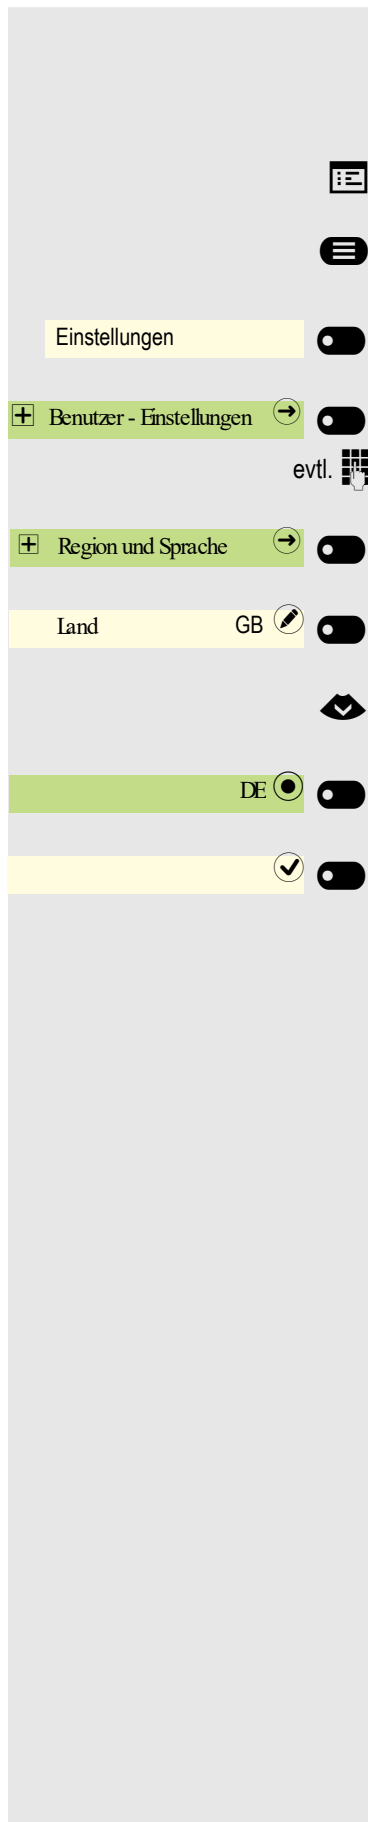 Einstellungen
Benutzer - Einstellungen
evtl.
Region und Sprache
Land GB
DE